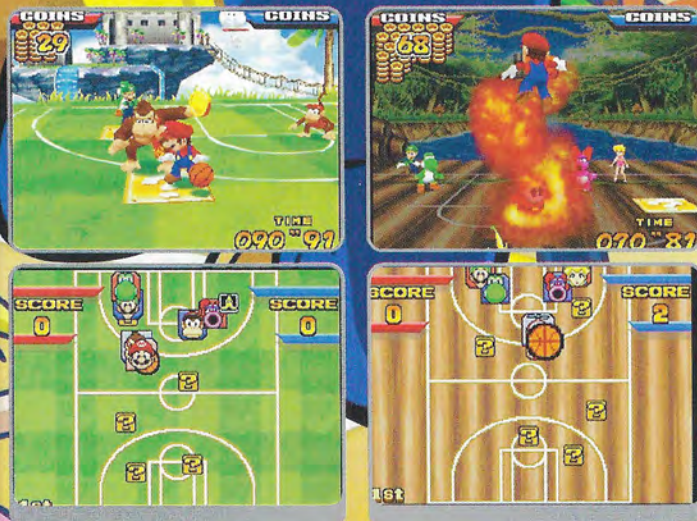 COINS COINS
29
TIME
090"91
COINS COINS
68
TIME
070"87
SCORE SCORE
0 0
A
?
?
? ?
1st
SCORE SCORE
0 2
?
?
?
?
?
1st